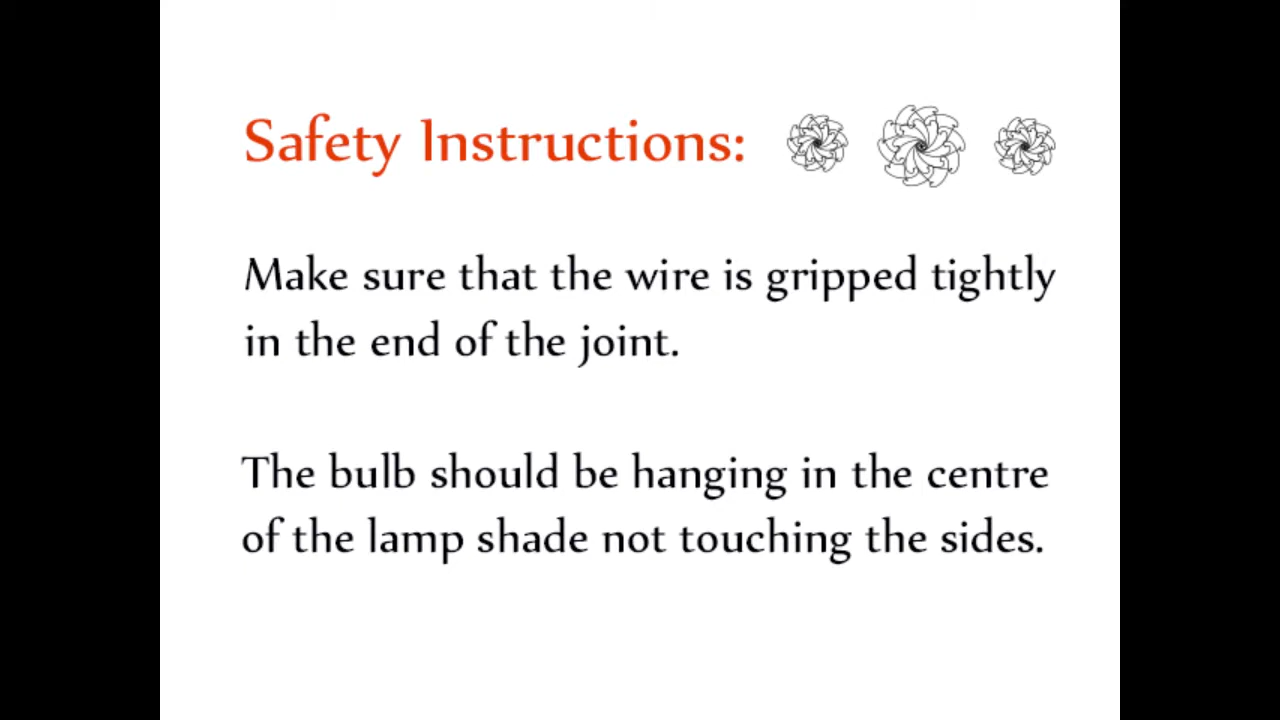 Safety Instructions:
Make sure that the wire is gripped tightly
in the end of the joint.
The bulb should be hanging in the centre
of the lamp shade not touching the sides.